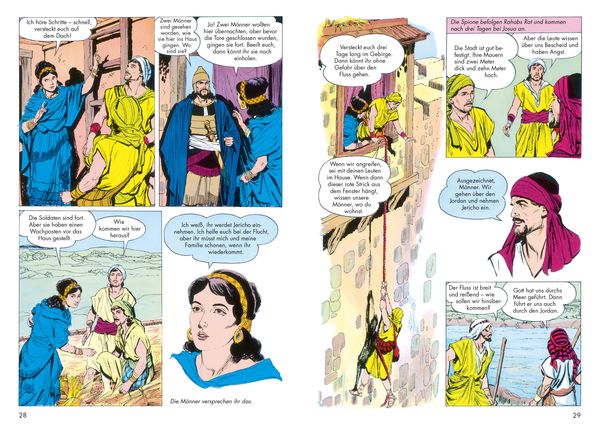 Ich höre Schritte – schnell,
versteckt euch auf
dem Dach!
Zwei Männer
sind gesehen
worden, wie
sie hier ins Haus
gingen. Wo
sind sie?
Ja! Zwei Männer wollten
hier übernachten, aber bevor
die Tore geschlossen wurden,
gingen sie fort. Beeilt euch,
dann könnt ihr sie noch
einholen.
Die Soldaten sind fort.
Aber sie haben einen
Wachposten vor das
Haus gestellt.
Wie
kommen wir hier
heraus?
Ich weiß, ihr werdet Jericho ein-
nehmen. Ich helfe euch bei der Flucht,
aber ihr müsst mich und meine
Familie schonen, wenn ihr
wiederkommt.
Die Männer versprechen ihr das.
28
Versteckt euch drei
Tage lang im Gebirge.
Dann könnt ihr ohne
Gefahr über den
Fluss gehen.
Wenn wir angreifen,
sei mit deinen Leuten
im Hause. Wenn dann
dieser rote Strick aus
dem Fenster hängt,
wissen unsere
Männer, wo du
wohnst.
Die Spione befolgen Rahabs Rat und kommen
nach drei Tagen bei Josua an.
Die Stadt ist gut be-
festigt. Ihre Mauern
sind zwei Meter
dick und zehn Meter
hoch.
Aber die Leute wissen
über uns Bescheid und
haben Angst.
Ausgezeichnet,
Männer. Wir
gehen über den
Jordan und nehmen
Jericho ein.
Der Fluss ist breit
und reißend – wie
sollen wir hinüber-
kommen?
Gott hat uns durchs
Meer geführt. Dann
führt er uns auch
durch den Jordan.
29